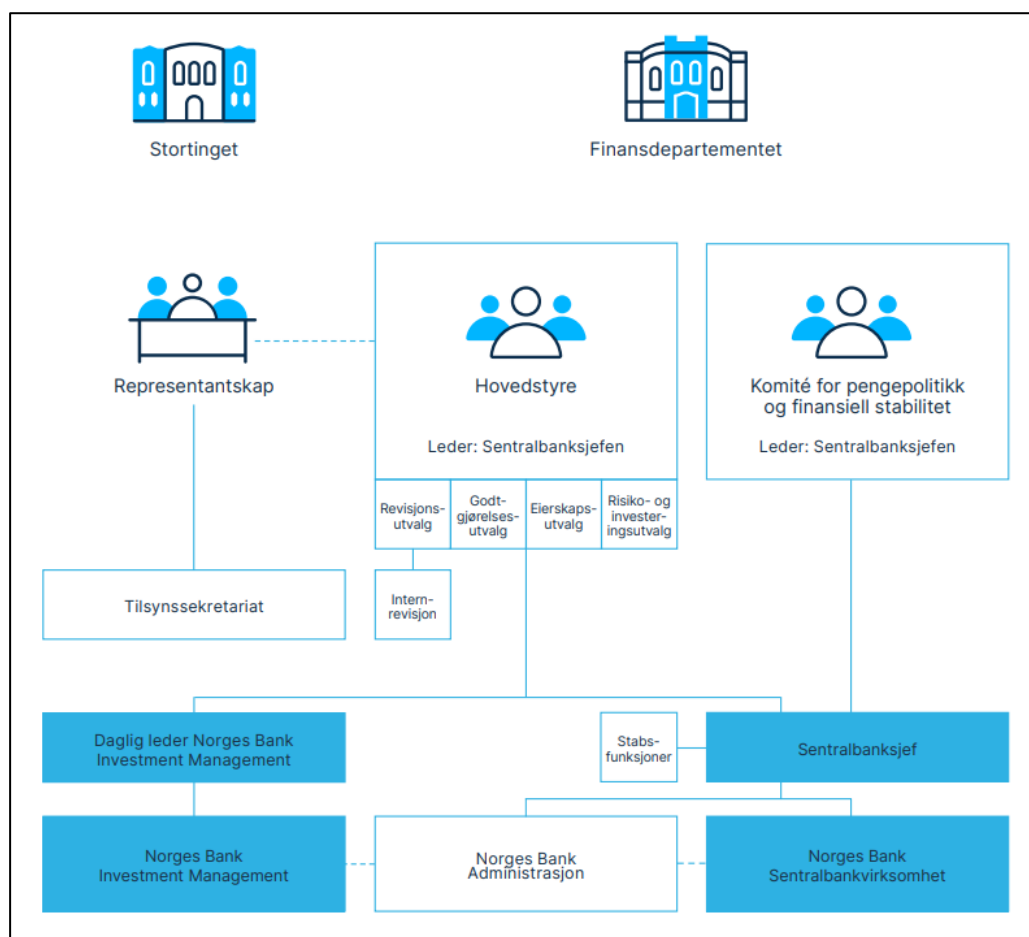 Stortinget
Finansdepartementet
Representantskap
Hovedstyre
Leder: Sentralbanksjefen
Komité for pengepolitikk
og finansiell stabilitet
Leder: Sentralbanksjefen
Revisjons-
utvalg
Godt-
gjørelses-
utvalg
Eierskaps-
utvalg
Risiko- og
invester-
ingsutvalg
Tilsynssekretariat
Intern-
revisjon
Daglig leder Norges Bank
Investment Management
Stabs-
funksjoner
Sentralbanksjef
Norges Bank
Investment Management
Norges Bank
Administrasjon
Norges Bank
Sentralbankvirksomhet